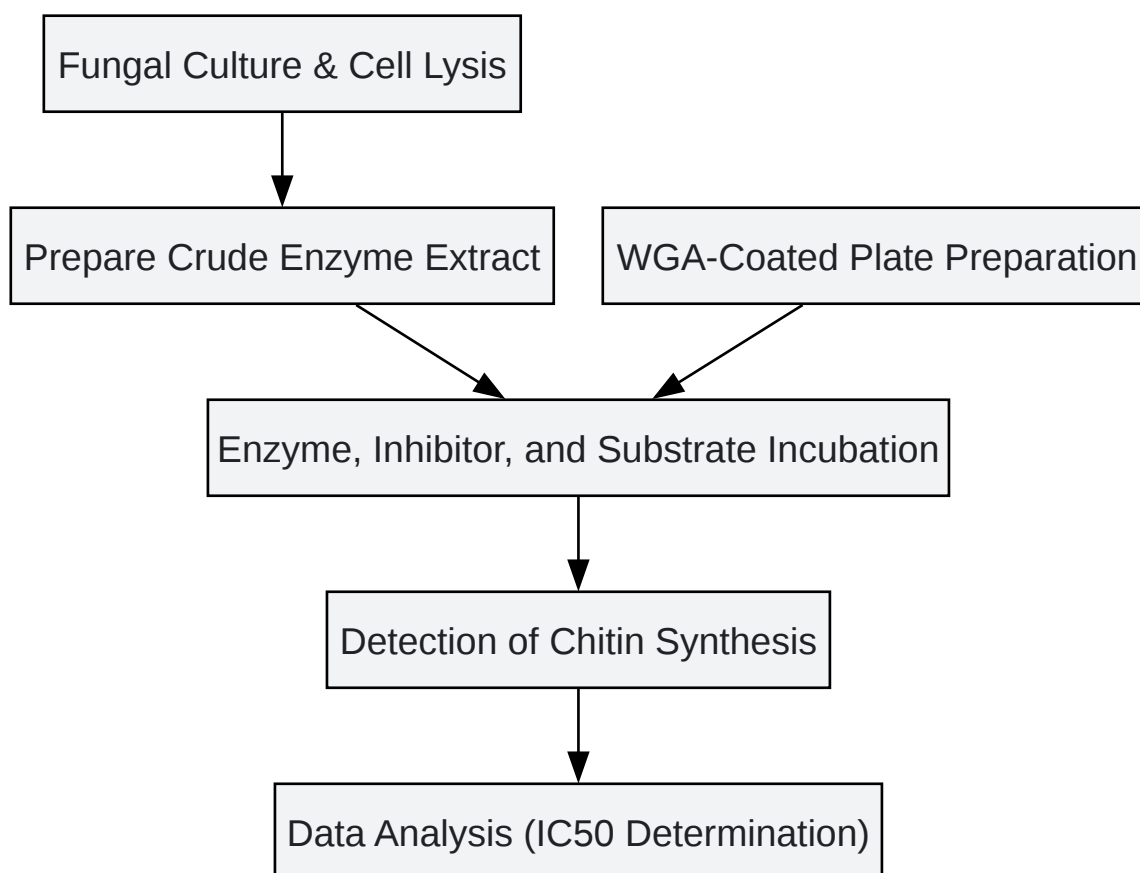 Fungal Culture & Cell Lysis
Prepare Crude Enzyme Extract
WGA-Coated Plate Preparation
Enzyme, Inhibitor, and Substrate Incubation
Detection of Chitin Synthesis
Data Analysis (IC50 Determination)